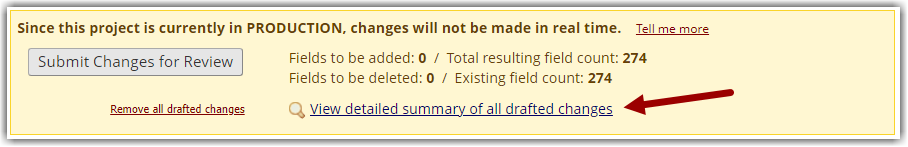 Since this project is currently in PRODUCTION, changes will not be made in real time. Tell me more
Submit Changes for Review
Fields to be added: 0 / Total resulting field count: 274
Fields to be deleted: 0 / Existing field count: 274
Remove all drafted changes
View detailed summary of all drafted changes